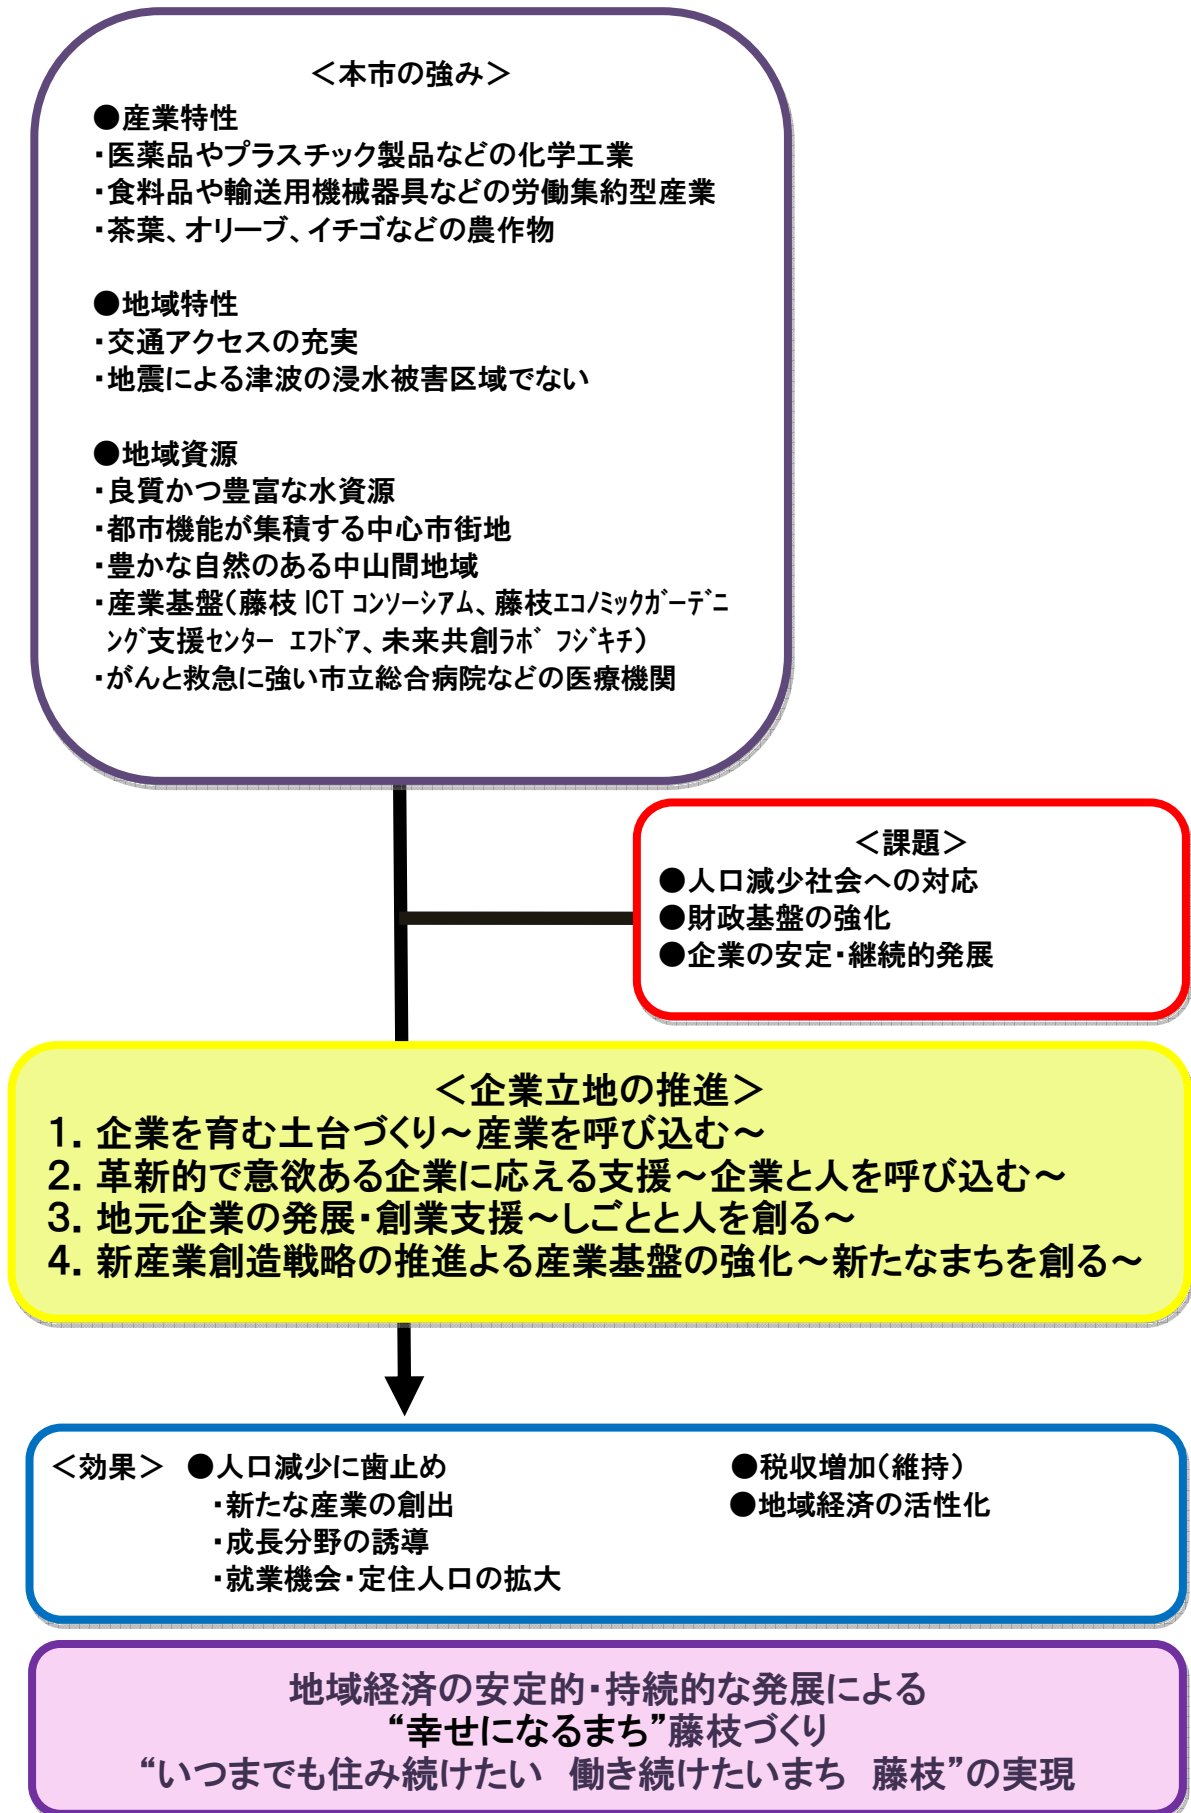 ＜本市の強み＞
●産業特性
・医薬品やプラスチック製品などの化学工業
・食料品や輸送用機械器具などの労働集約型産業
・茶葉、オリーブ、イチゴなどの農作物
●地域特性
・交通アクセスの充実
・地震による津波の浸水被害区域でない
●地域資源
・良質かつ豊富な水資源
・都市機能が集積する中心市街地
・豊かな自然のある中山間地域
・産業基盤（藤枝 ICT ｺﾝｿｰｼｱﾑ、藤枝ｴｺﾉﾐｯｸｶﾞｰﾃﾞﾆ
ﾝｸﾞ支援ｾﾝﾀｰ ｴﾌﾄﾞｱ、未来共創ﾗﾎﾞ ﾌｼﾞｷﾁ）
・がんと救急に強い市立総合病院などの医療機関
＜課題＞
●人口減少社会への対応
●財政基盤の強化
●企業の安定・継続的発展
＜企業立地の推進＞
1. 企業を育む土台づくり～産業を呼び込む～
2. 革新的で意欲ある企業に応える支援～企業と人を呼び込む～
3. 地元企業の発展・創業支援～しごとと人を創る～
4. 新産業創造戦略の推進よる産業基盤の強化～新たなまちを創る～
＜効果＞ ●人口減少に歯止め ●税収増加（維持）
・新たな産業の創出 ●地域経済の活性化
・成長分野の誘導
・就業機会・定住人口の拡大
地域経済の安定的・持続的な発展による
“幸せになるまち”藤枝づくり
“いつまでも住み続けたい　働き続けたいまち　藤枝”の実現